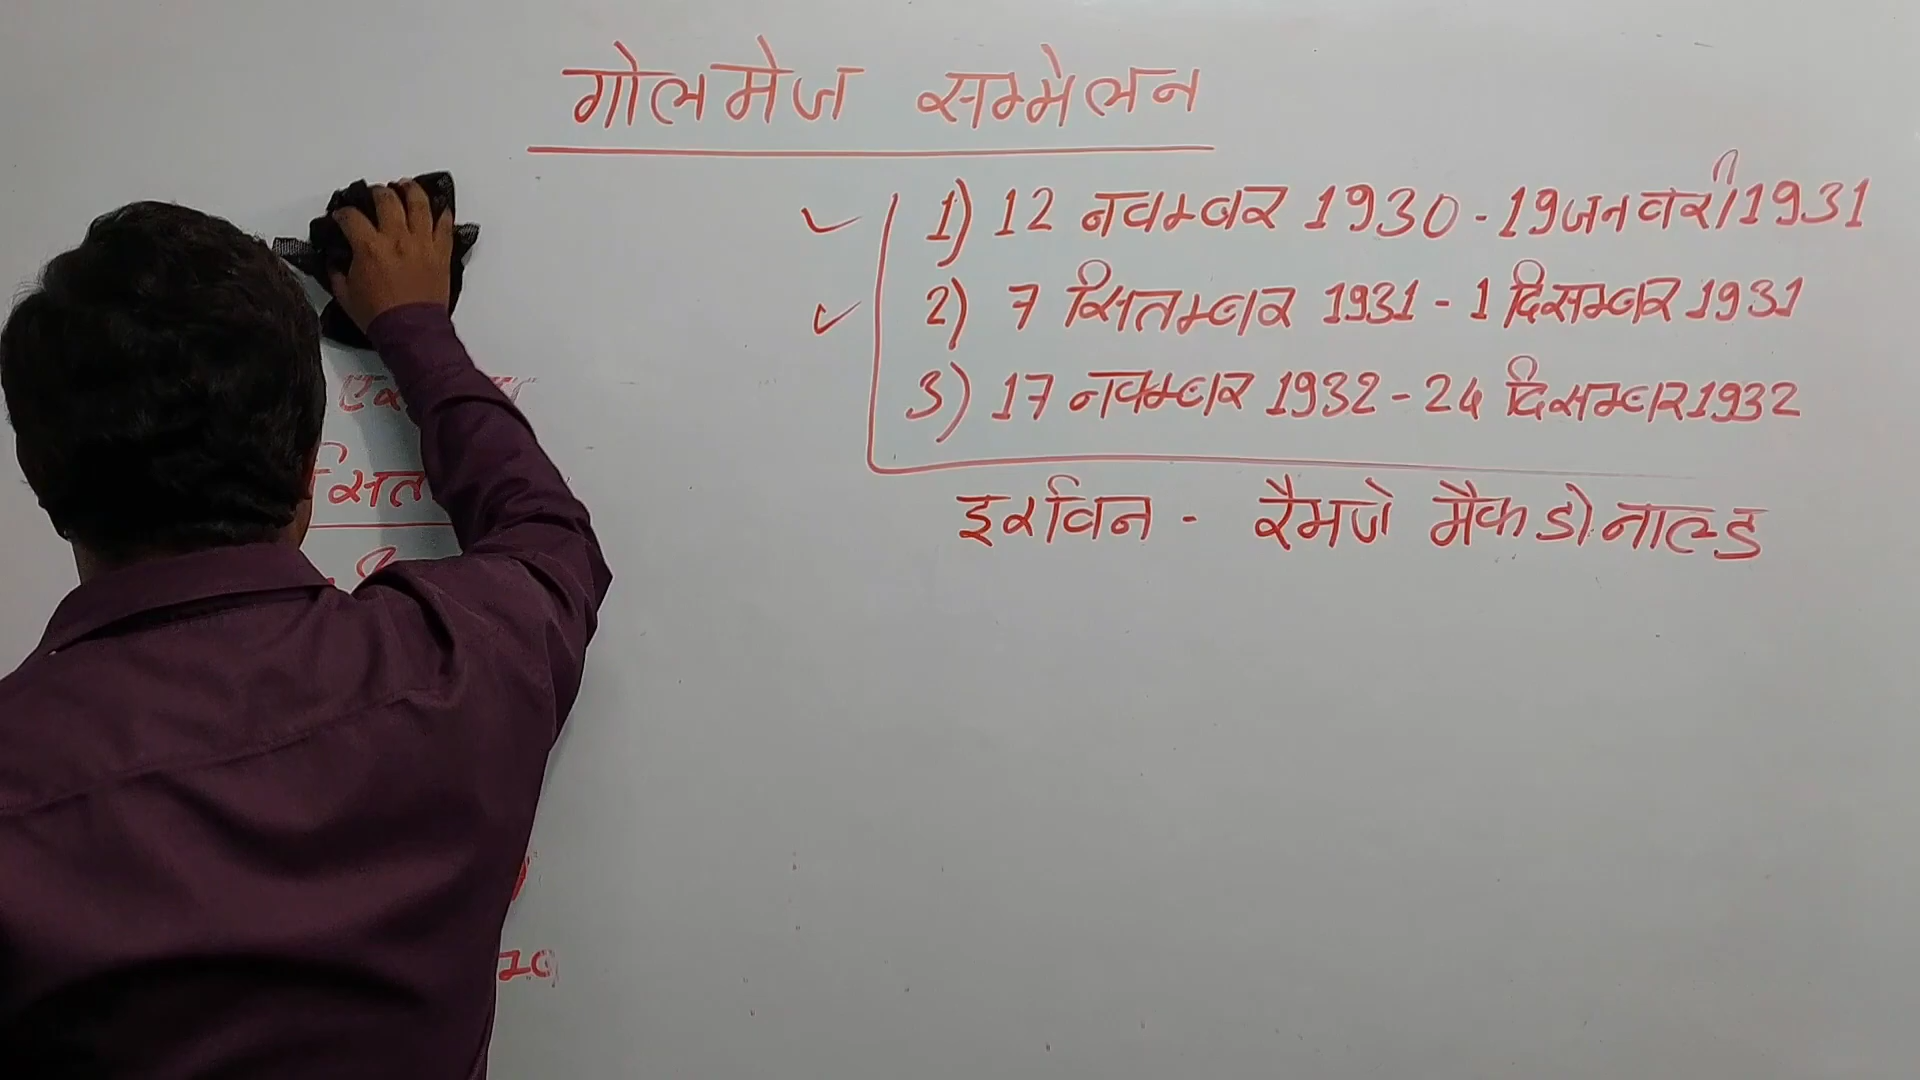 गोलमेज सम्मेलन
1) 12 नवम्बर 1930 - 19 जनवरी 1931
2) 7 सितम्बर 1931 - 1 दिसम्बर 1931
3) 17 नवम्बर 1932 - 24 दिसम्बर 1932
इरविन - रैमजे मैकडोनाल्ड